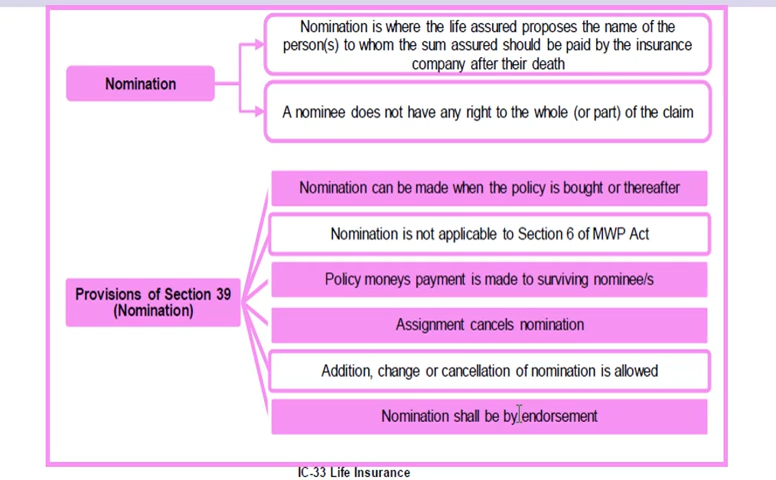 Nomination
Nomination is where the life assured proposes the name of the
person(s) to whom the sum assured should be paid by the insurance
company after their death
A nominee does not have any right to the whole (or part) of the claim
Provisions of Section 39
(Nomination)
Nomination can be made when the policy is bought or thereafter
Nomination is not applicable to Section 6 of MWP Act
Policy moneys payment is made to surviving nominee/s
Assignment cancels nomination
Addition, change or cancellation of nomination is allowed
Nomination shall be by endorsement
IC-33 Life Insurance